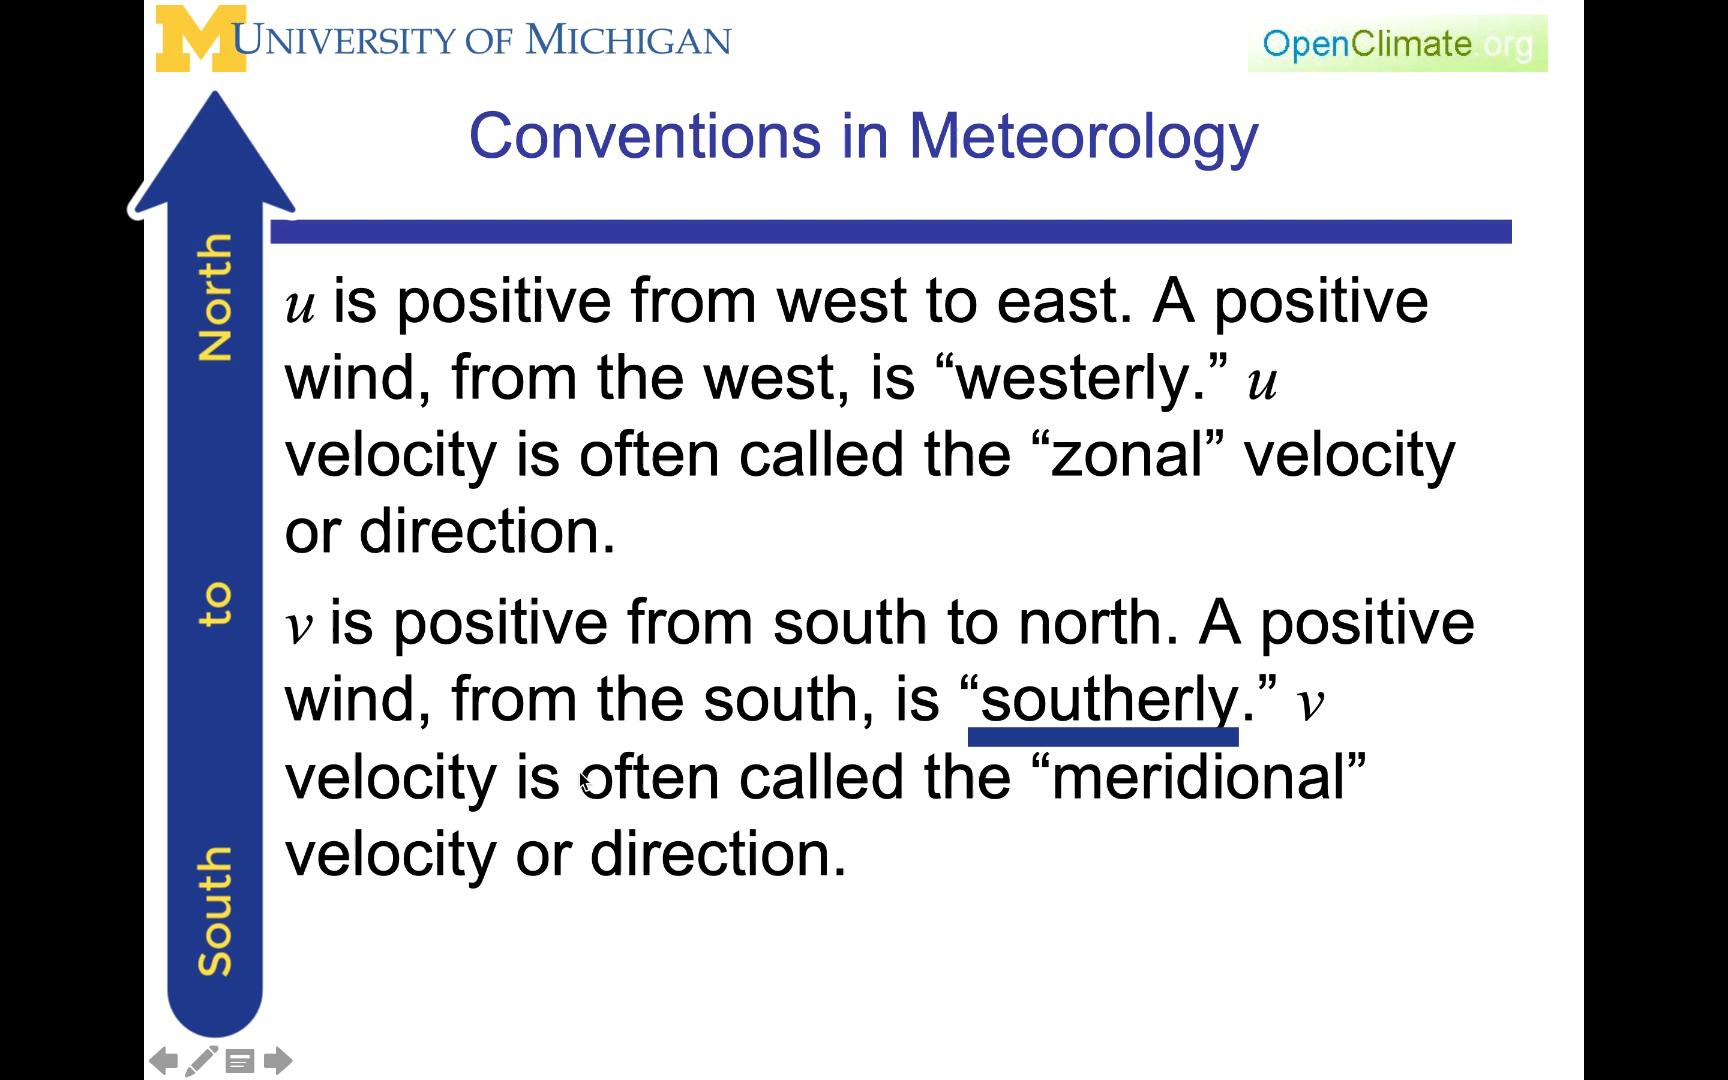 UNIVERSITY OF MICHIGAN
OpenClimate.org
Conventions in Meteorology
South to North
u is positive from west to east. A positive
wind, from the west, is “westerly.” u
velocity is often called the “zonal” velocity
or direction.
v is positive from south to north. A positive
wind, from the south, is “southerly.” v
velocity is often called the “meridional”
velocity or direction.